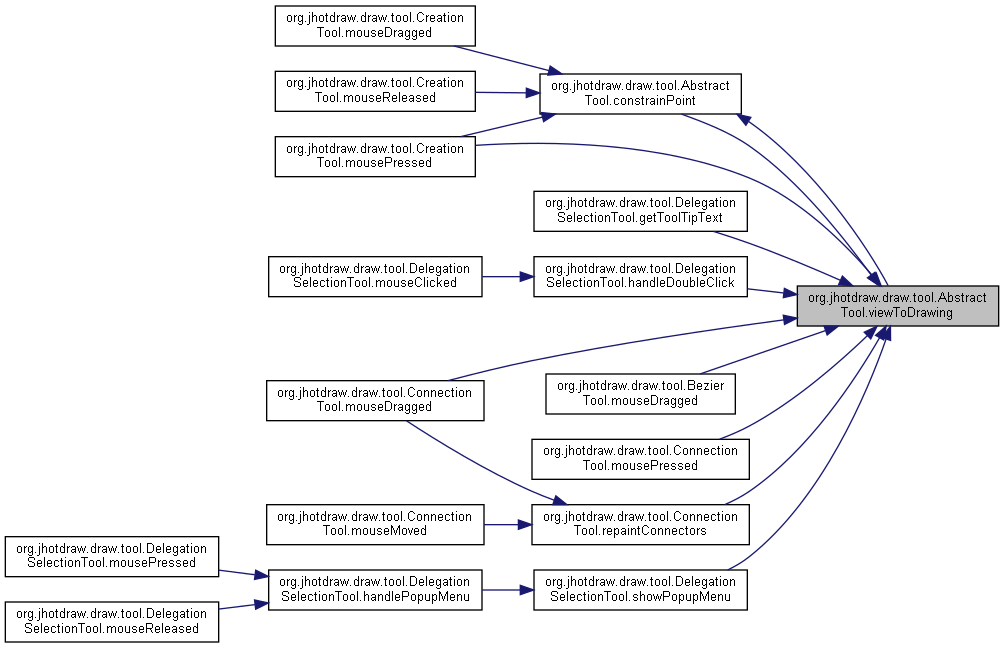 org.jhotdraw.draw.tool.Creation
Tool.mouseDragged
org.jhotdraw.draw.tool.Creation
Tool.mouseReleased
org.jhotdraw.draw.tool.Abstract
Tool.constrainPoint
org.jhotdraw.draw.tool.Creation
Tool.mousePressed
org.jhotdraw.draw.tool.Delegation
SelectionTool.getToolTipText
org.jhotdraw.draw.tool.Delegation
SelectionTool.mouseClicked
org.jhotdraw.draw.tool.Delegation
SelectionTool.handleDoubleClick
org.jhotdraw.draw.tool.Abstract
Tool.viewToDrawing
org.jhotdraw.draw.tool.Connection
Tool.mouseDragged
org.jhotdraw.draw.tool.Bezier
Tool.mouseDragged
org.jhotdraw.draw.tool.Connection
Tool.mousePressed
org.jhotdraw.draw.tool.Connection
Tool.mouseMoved
org.jhotdraw.draw.tool.Connection
Tool.repaintConnectors
org.jhotdraw.draw.tool.Delegation
SelectionTool.mousePressed
org.jhotdraw.draw.tool.Delegation
SelectionTool.handlePopupMenu
org.jhotdraw.draw.tool.Delegation
SelectionTool.showPopupMenu
org.jhotdraw.draw.tool.Delegation
SelectionTool.mouseReleased